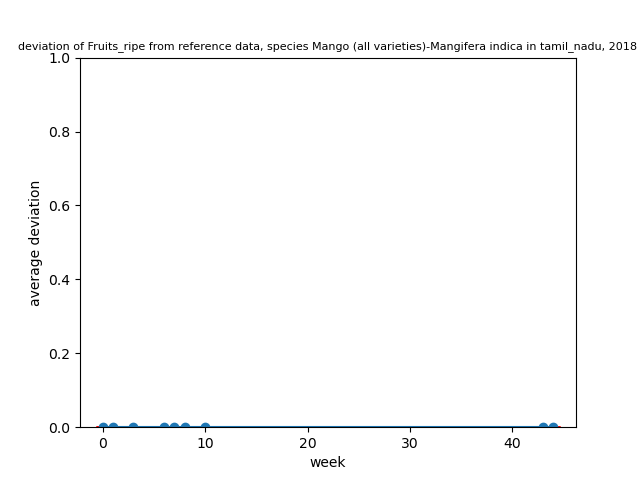 deviation of Fruits_ripe from reference data, species Mango (all varieties)-Mangifera indica in tamil_nadu, 2018
1.0
0.8
0.6
0.4
0.2
0.0
average deviation
0 10 20 30 40
week